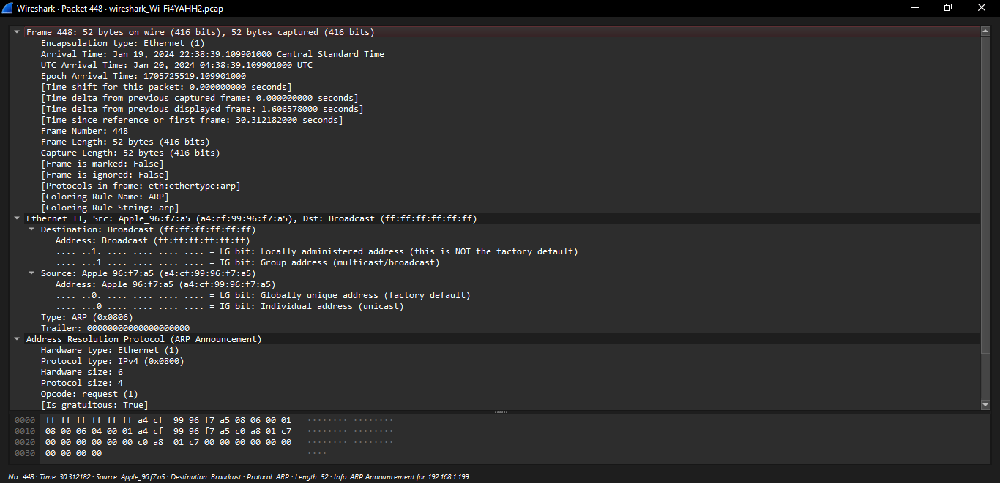 Wireshark · Packet 448 · wireshark_Wi-Fi4YAHH2.pcap
Frame 448: 52 bytes on wire (416 bits), 52 bytes captured (416 bits)
Encapsulation type: Ethernet (1)
Arrival Time: Jan 19, 2024 22:38:39.109901000 Central Standard Time
UTC Arrival Time: Jan 20, 2024 04:38:39.109901000 UTC
Epoch Arrival Time: 1705725519.109901000
[Time shift for this packet: 0.000000000 seconds]
[Time delta from previous captured frame: 0.000000000 seconds]
[Time delta from previous displayed frame: 1.606578000 seconds]
[Time since reference or first frame: 30.312182000 seconds]
Frame Number: 448
Frame Length: 52 bytes (416 bits)
Capture Length: 52 bytes (416 bits)
[Frame is marked: False]
[Frame is ignored: False]
[Protocols in frame: eth:ethertype:arp]
[Coloring Rule Name: ARP]
[Coloring Rule String: arp]
Ethernet II, Src: Apple_96:f7:a5 (a4:cf:99:96:f7:a5), Dst: Broadcast (ff:ff:ff:ff:ff:ff)
Destination: Broadcast (ff:ff:ff:ff:ff:ff)
Address: Broadcast (ff:ff:ff:ff:ff:ff)
.... ..1. .... .... .... .... = LG bit: Locally administered address (this is NOT the factory default)
.... ...1 .... .... .... .... = IG bit: Group address (multicast/broadcast)
Source: Apple_96:f7:a5 (a4:cf:99:96:f7:a5)
Address: Apple_96:f7:a5 (a4:cf:99:96:f7:a5)
.... ..0. .... .... .... .... = LG bit: Globally unique address (factory default)
.... ...0 .... .... .... .... = IG bit: Individual address (unicast)
Type: ARP (0x0806)
Trailer: 00000000000000000000
Address Resolution Protocol (ARP Announcement)
Hardware type: Ethernet (1)
Protocol type: IPv4 (0x0800)
Hardware size: 6
Protocol size: 4
Opcode: request (1)
[Is gratuitous: True]
0000 ff ff ff ff ff ff a4 cf 99 96 f7 a5 08 06 00 01 ········ ········
0010 08 00 06 04 00 01 a4 cf 99 96 f7 a5 c0 a8 01 c7 ········ ········
0020 00 00 00 00 00 00 c0 a8 01 c7 00 00 00 00 00 00 ········ ········
0030 00 00 00 00 ····
No.: 448 · Time: 30.312182 · Source: Apple_96:f7:a5 · Destination: Broadcast · Protocol: ARP · Length: 52 · Info: ARP Announcement for 192.168.1.199